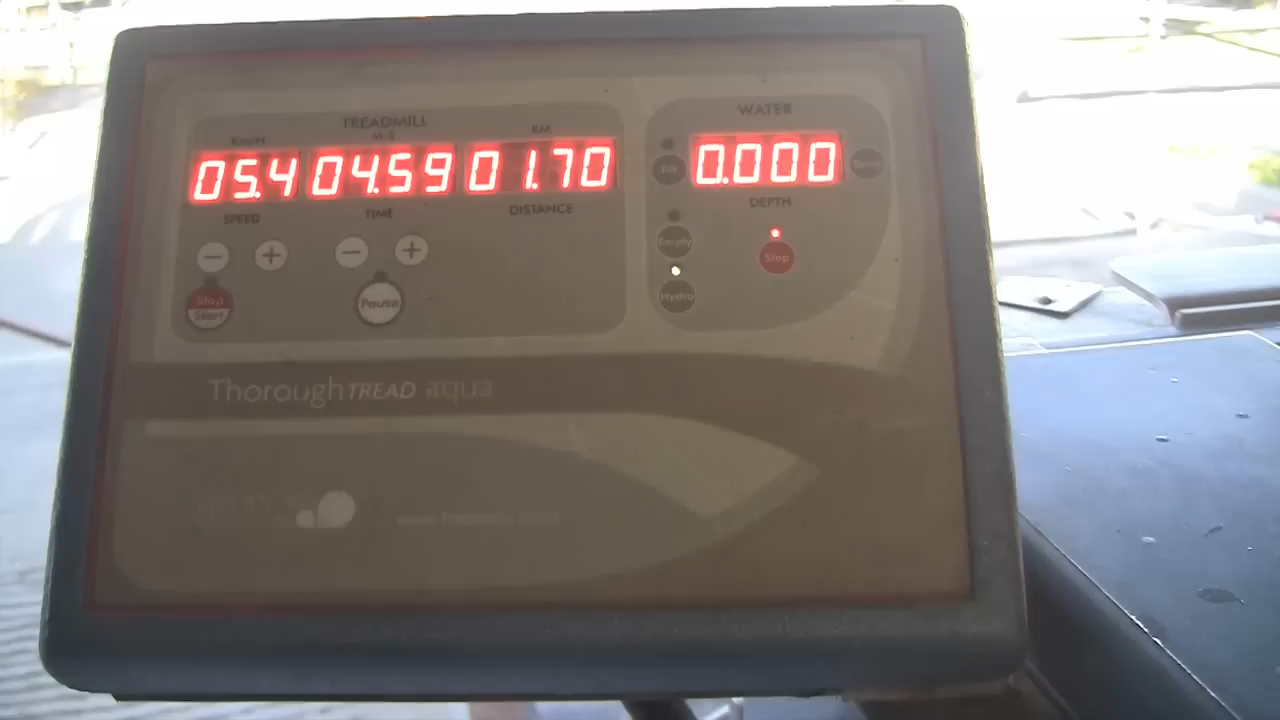 TREADMILL WATER
KM/H M.S KM
05.4 04.59 01.70 0.000
SPEED TIME DISTANCE DEPTH
Fill
− + − + Empty Stop
Stop Start Pause Hydro
ThoroughTREAD aqua